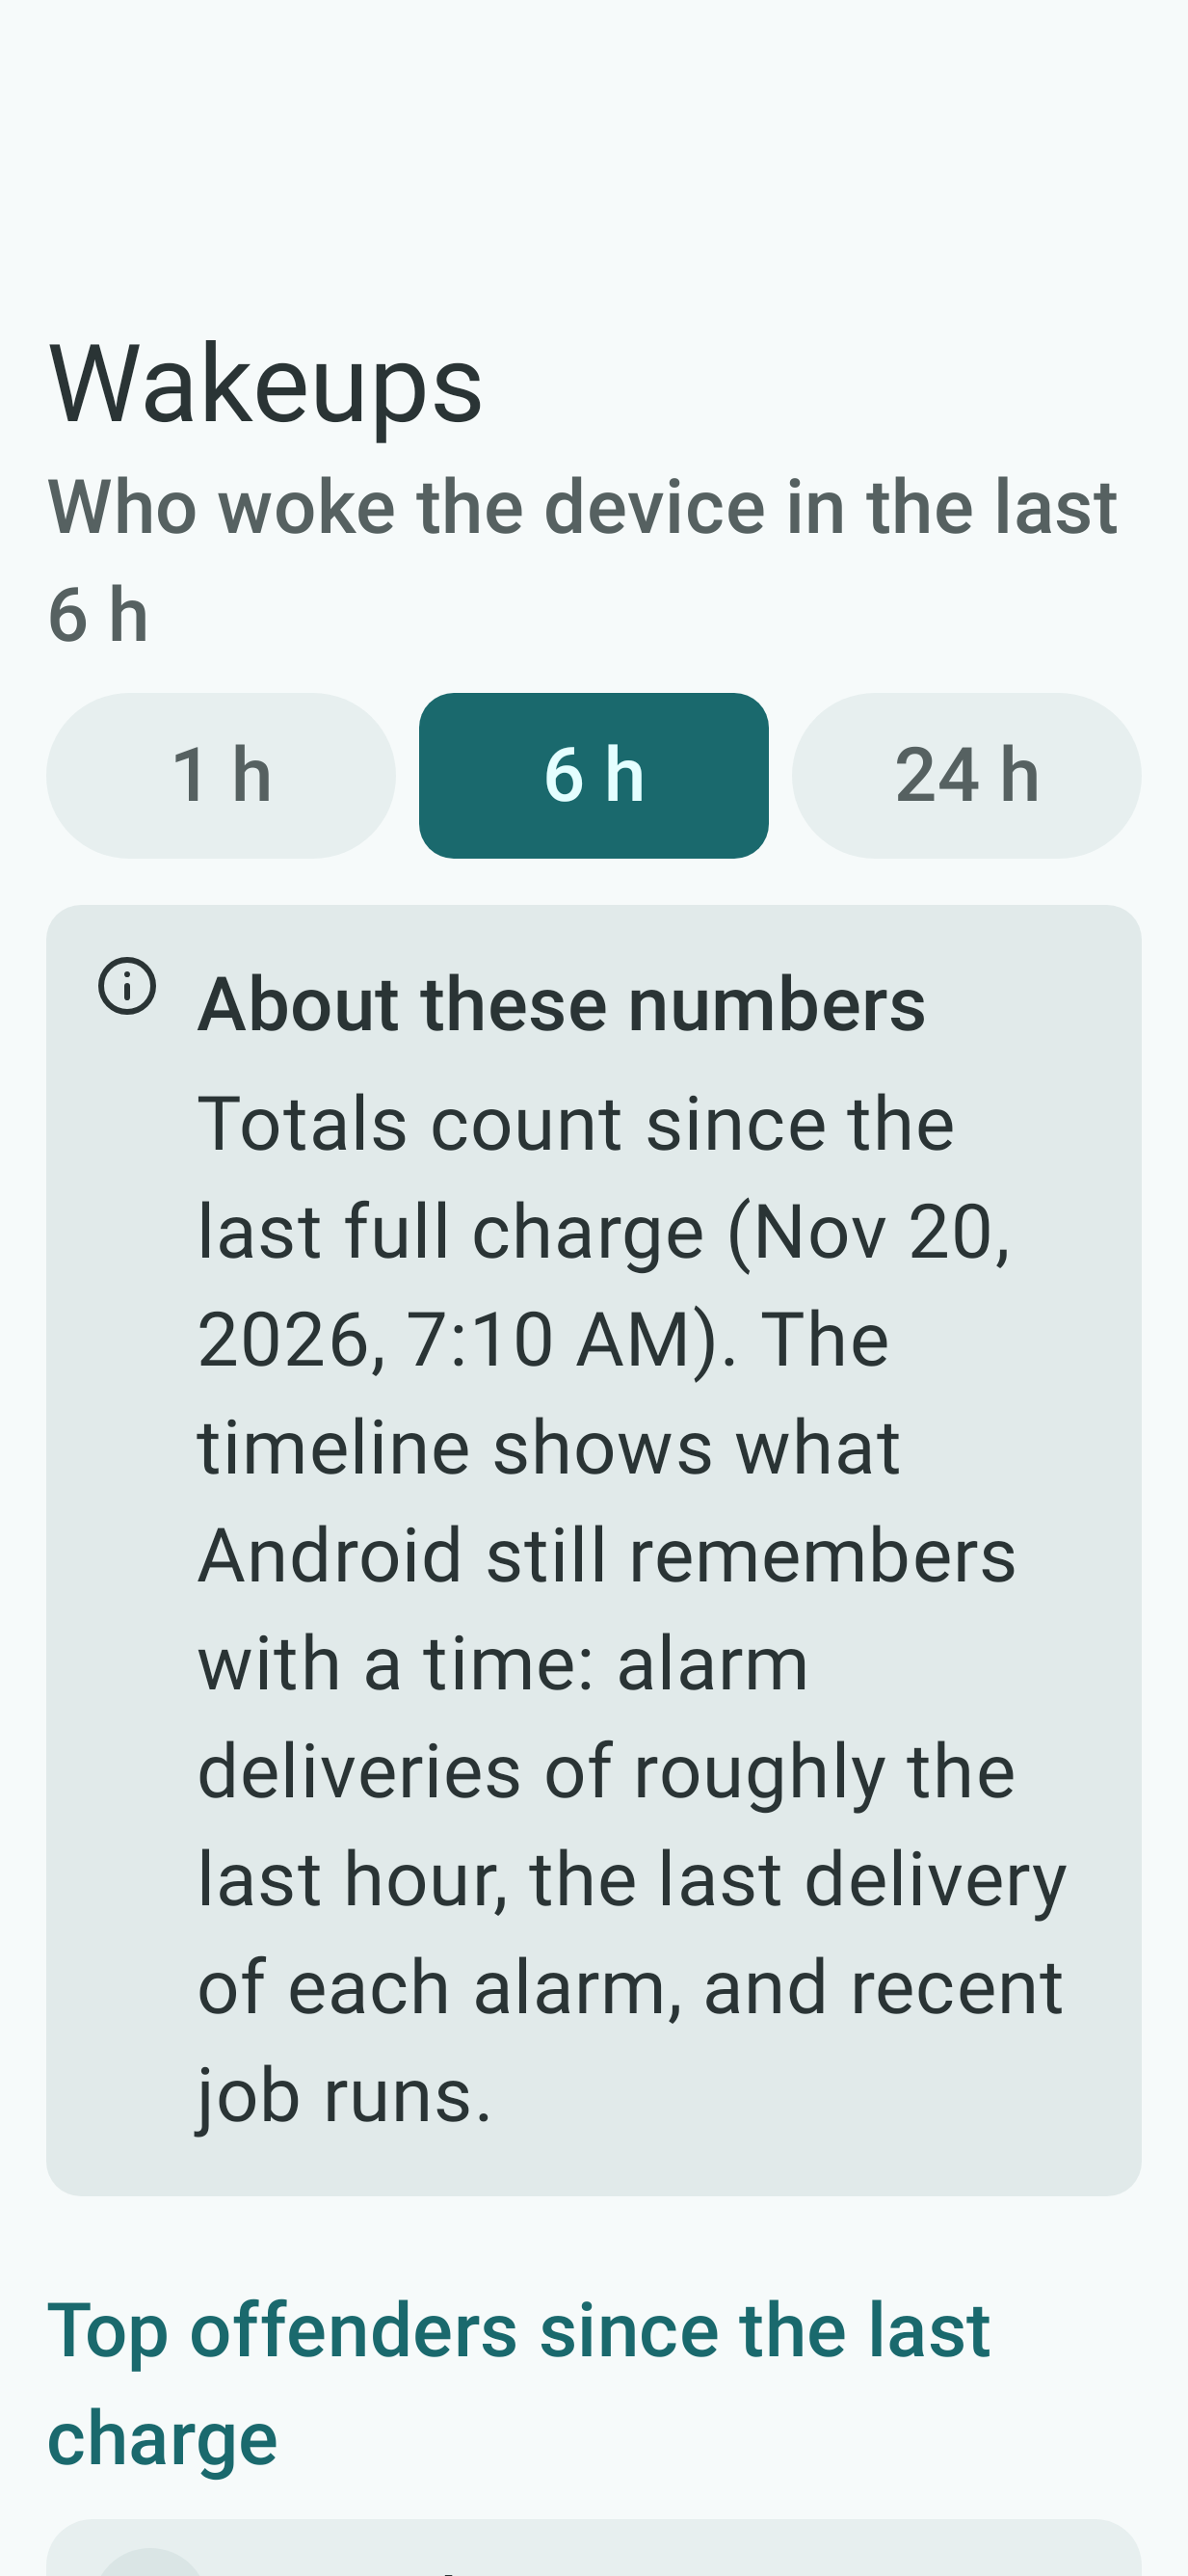 Wakeups
Who woke the device in the last
6 h
1 h
6 h
24 h
About these numbers
Totals count since the
last full charge (Nov 20,
2026, 7:10 AM). The
timeline shows what
Android still remembers
with a time: alarm
deliveries of roughly the
last hour, the last delivery
of each alarm, and recent
job runs.
Top offenders since the last
charge